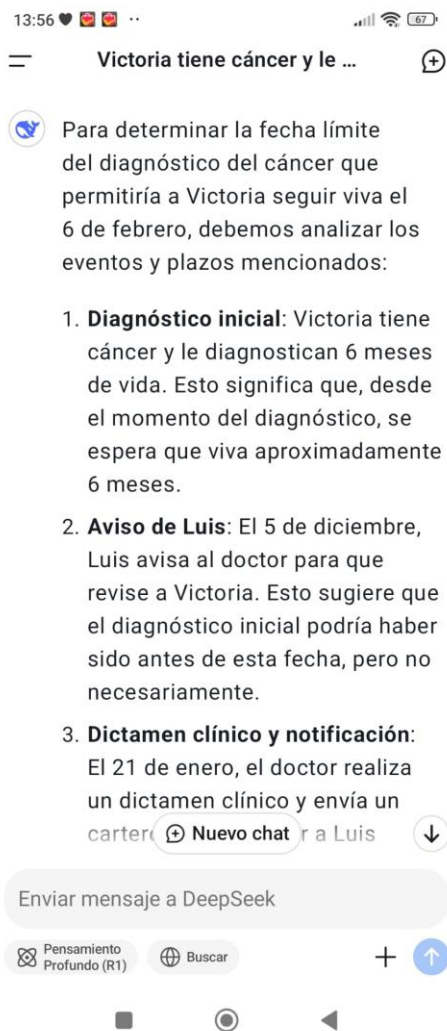 13:56
67
Victoria tiene cáncer y le ...
Para determinar la fecha límite
del diagnóstico del cáncer que
permitiría a Victoria seguir viva el
6 de febrero, debemos analizar los
eventos y plazos mencionados:
1. Diagnóstico inicial: Victoria tiene
cáncer y le diagnostican 6 meses
de vida. Esto significa que, desde
el momento del diagnóstico, se
espera que viva aproximadamente
6 meses.
2. Aviso de Luis: El 5 de diciembre,
Luis avisa al doctor para que
revise a Victoria. Esto sugiere que
el diagnóstico inicial podría haber
sido antes de esta fecha, pero no
necesariamente.
3. Dictamen clínico y notificación:
El 21 de enero, el doctor realiza
un dictamen clínico y envía un
Nuevo chat a Luis
Enviar mensaje a DeepSeek
Pensamiento
Profundo (R1)
Buscar